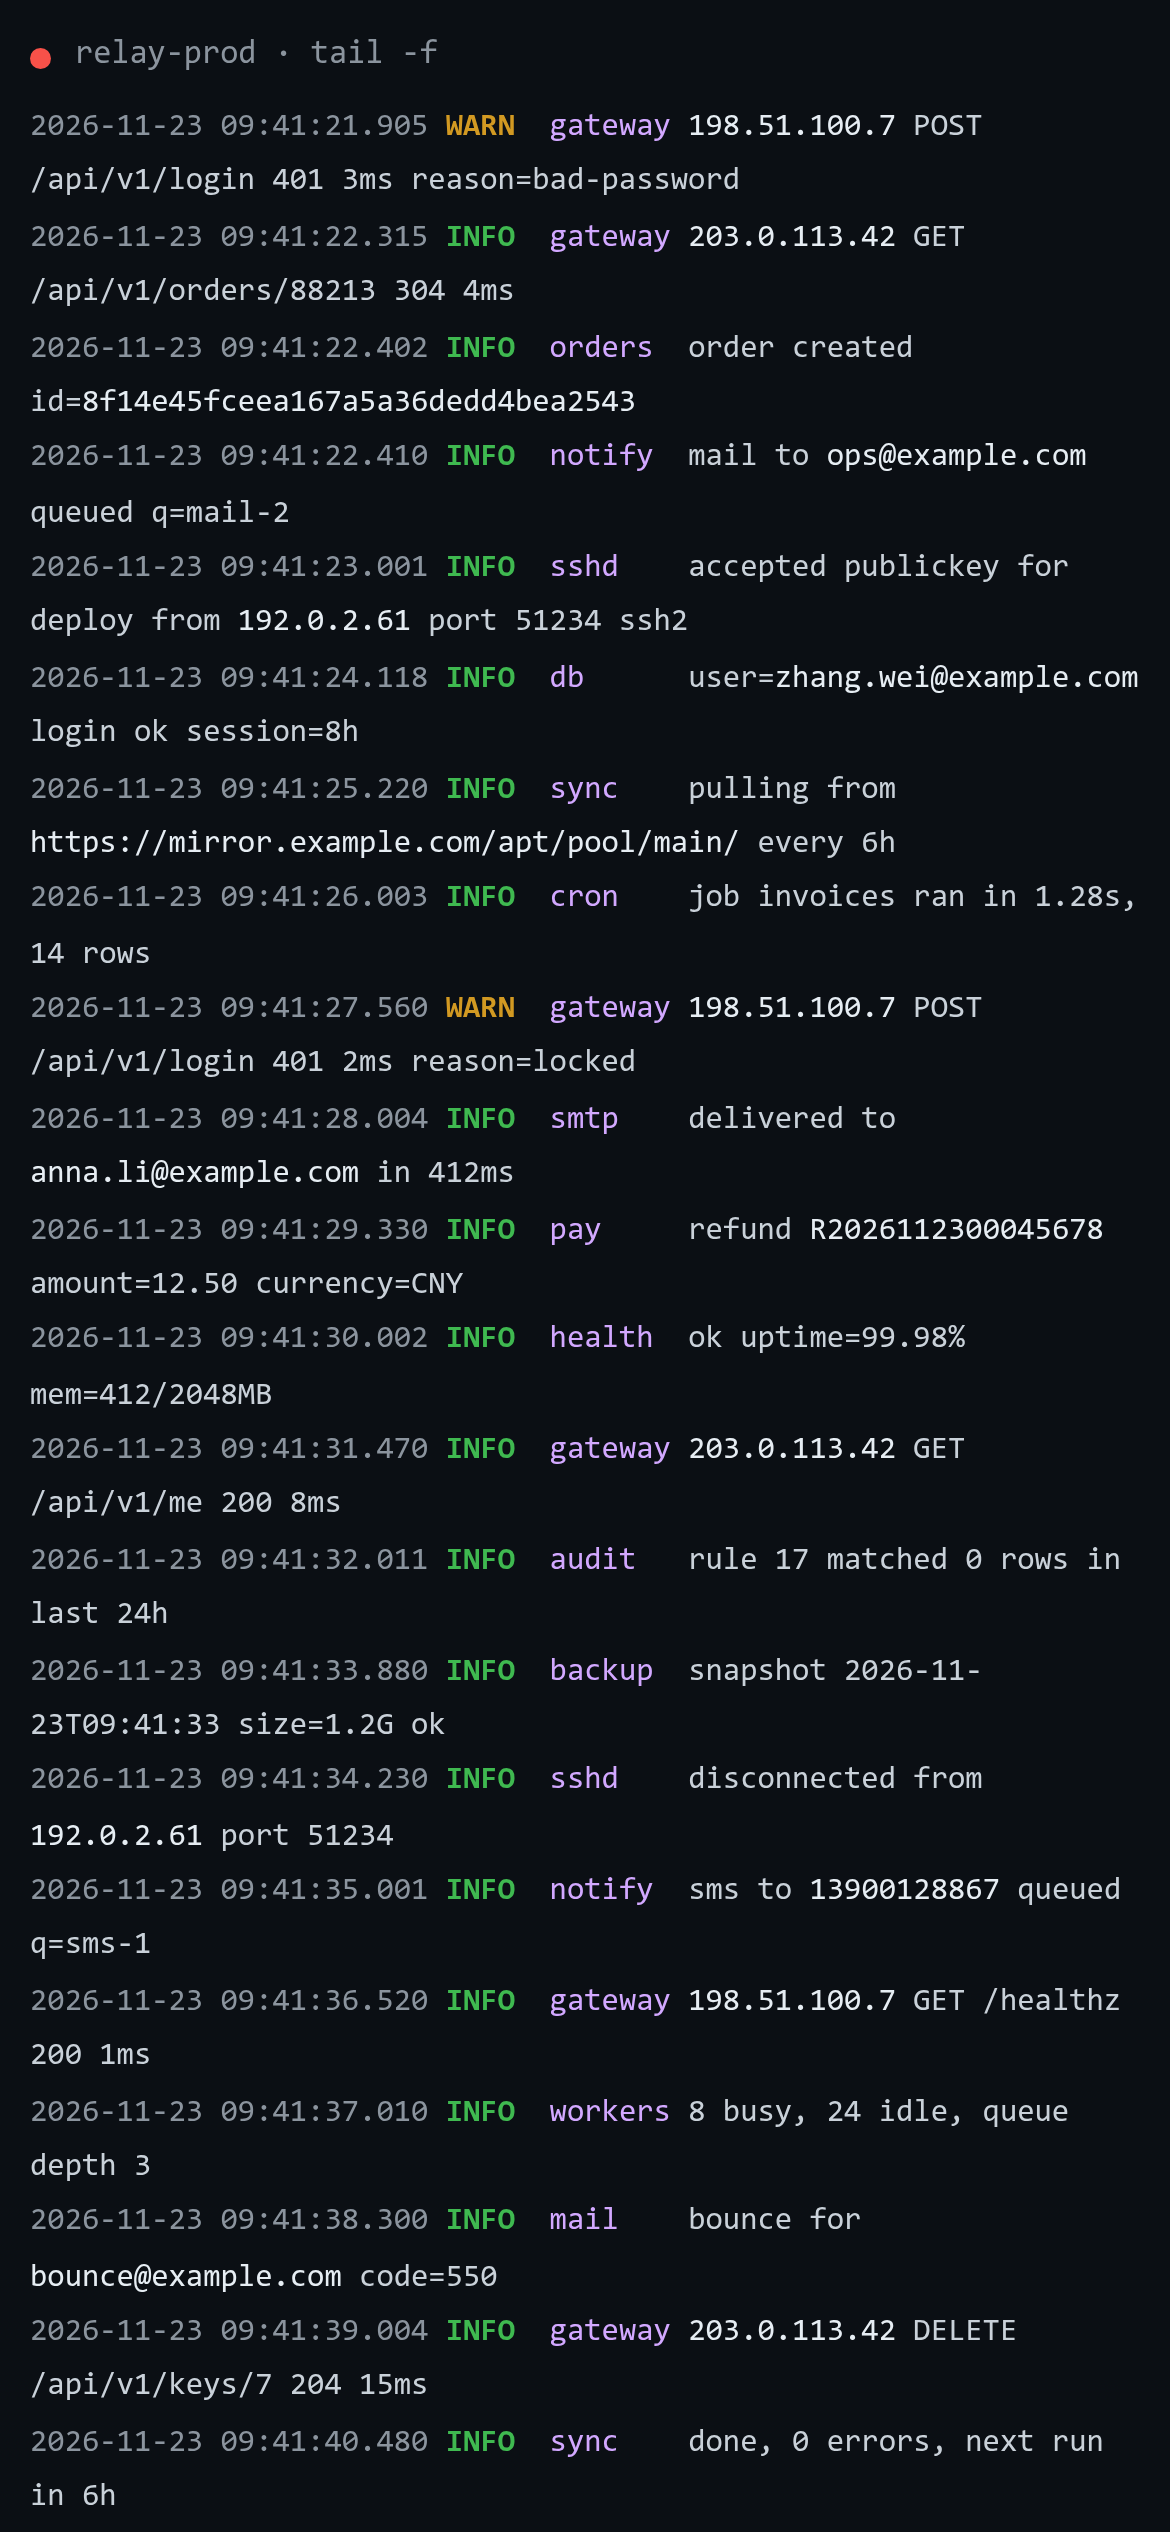 relay-prod · tail -f
2026-11-23 09:41:21.905 WARN gateway 198.51.100.7 POST
/api/v1/login 401 3ms reason=bad-password
2026-11-23 09:41:22.315 INFO gateway 203.0.113.42 GET
/api/v1/orders/88213 304 4ms
2026-11-23 09:41:22.402 INFO orders order created
id=8f14e45fceea167a5a36dedd4bea2543
2026-11-23 09:41:22.410 INFO notify mail to ops@example.com
queued q=mail-2
2026-11-23 09:41:23.001 INFO sshd accepted publickey for
deploy from 192.0.2.61 port 51234 ssh2
2026-11-23 09:41:24.118 INFO db user=zhang.wei@example.com
login ok session=8h
2026-11-23 09:41:25.220 INFO sync pulling from
https://mirror.example.com/apt/pool/main/ every 6h
2026-11-23 09:41:26.003 INFO cron job invoices ran in 1.28s,
14 rows
2026-11-23 09:41:27.560 WARN gateway 198.51.100.7 POST
/api/v1/login 401 2ms reason=locked
2026-11-23 09:41:28.004 INFO smtp delivered to
anna.li@example.com in 412ms
2026-11-23 09:41:29.330 INFO pay refund R2026112300045678
amount=12.50 currency=CNY
2026-11-23 09:41:30.002 INFO health ok uptime=99.98%
mem=412/2048MB
2026-11-23 09:41:31.470 INFO gateway 203.0.113.42 GET
/api/v1/me 200 8ms
2026-11-23 09:41:32.011 INFO audit rule 17 matched 0 rows in
last 24h
2026-11-23 09:41:33.880 INFO backup snapshot 2026-11-
23T09:41:33 size=1.2G ok
2026-11-23 09:41:34.230 INFO sshd disconnected from
192.0.2.61 port 51234
2026-11-23 09:41:35.001 INFO notify sms to 13900128867 queued
q=sms-1
2026-11-23 09:41:36.520 INFO gateway 198.51.100.7 GET /healthz
200 1ms
2026-11-23 09:41:37.010 INFO workers 8 busy, 24 idle, queue
depth 3
2026-11-23 09:41:38.300 INFO mail bounce for
bounce@example.com code=550
2026-11-23 09:41:39.004 INFO gateway 203.0.113.42 DELETE
/api/v1/keys/7 204 15ms
2026-11-23 09:41:40.480 INFO sync done, 0 errors, next run
in 6h